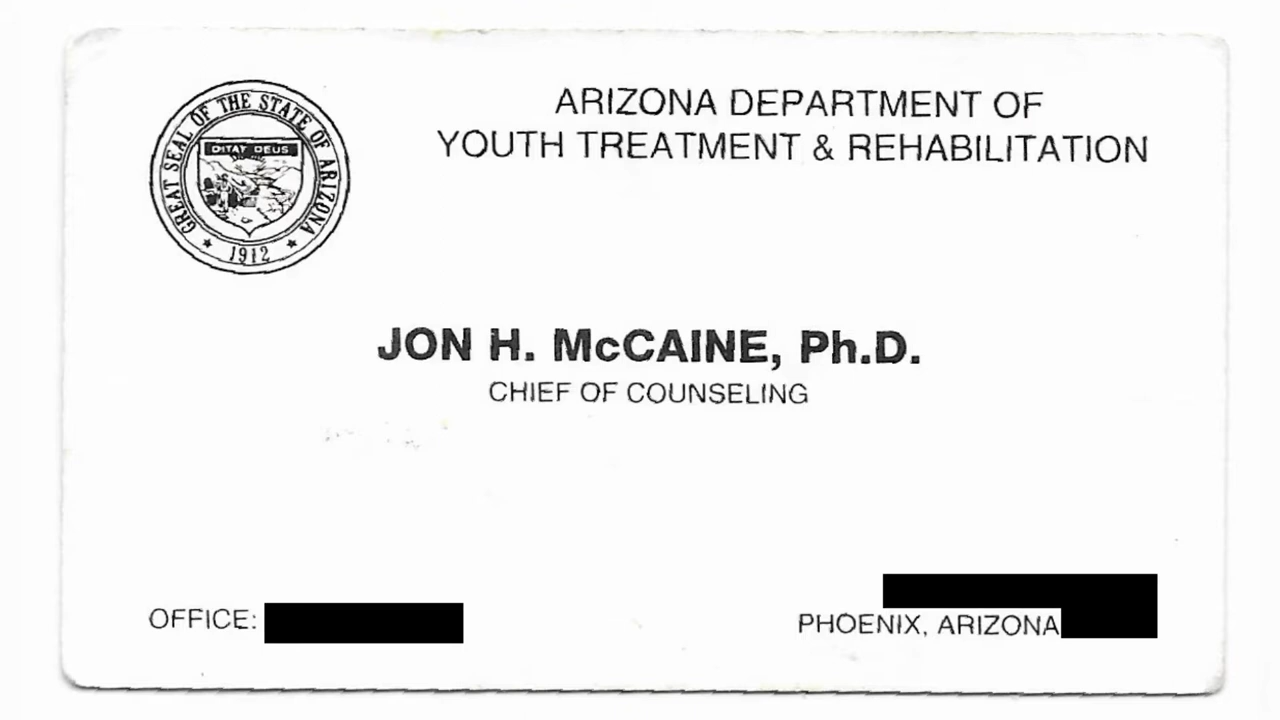 GREAT SEAL OF THE STATE OF ARIZONA
DITAT DEUS
1912
ARIZONA DEPARTMENT OF
YOUTH TREATMENT & REHABILITATION
JON H. McCAINE, Ph.D.
CHIEF OF COUNSELING
OFFICE:
PHOENIX, ARIZONA